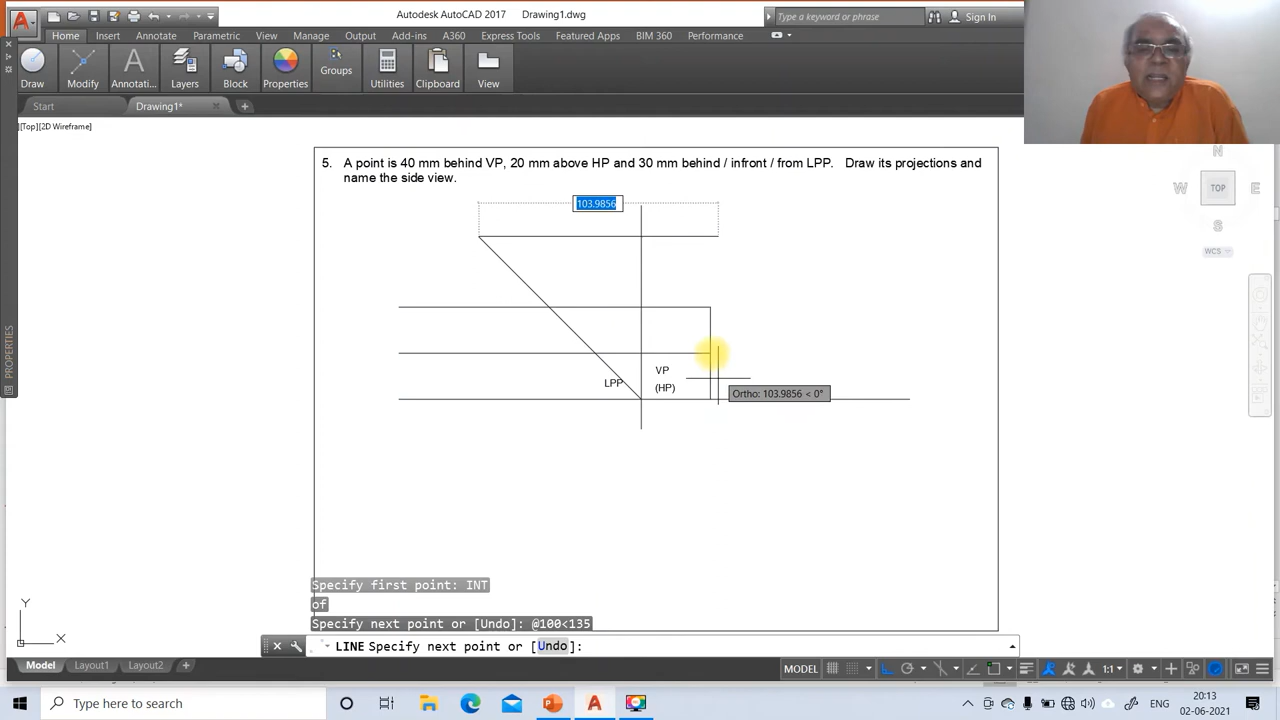 Autodesk AutoCAD 2017 Drawing1.dwg
Type a keyword or phrase
Sign In
Home Insert Annotate Parametric View Manage Output Add-ins A360 Express Tools Featured Apps BIM 360 Performance
Draw Modify Annotati... Layers Block Properties Groups Utilities Clipboard View
Start Drawing1*
][Top][2D Wireframe]
5. A point is 40 mm behind VP, 20 mm above HP and 30 mm behind / infront / from LPP. Draw its projections and
name the side view.
N
W TOP E
S
WCS
103.9856
VP
LPP (HP)
Ortho: 103.9856 < 0°
PROPERTIES
Specify first point: INT
of
Specify next point or [Undo]: @100<135
Y
X
LINE Specify next point or [Undo]:
Model Layout1 Layout2
MODEL 1:1
Type here to search
ENG
20:13
02-06-2021